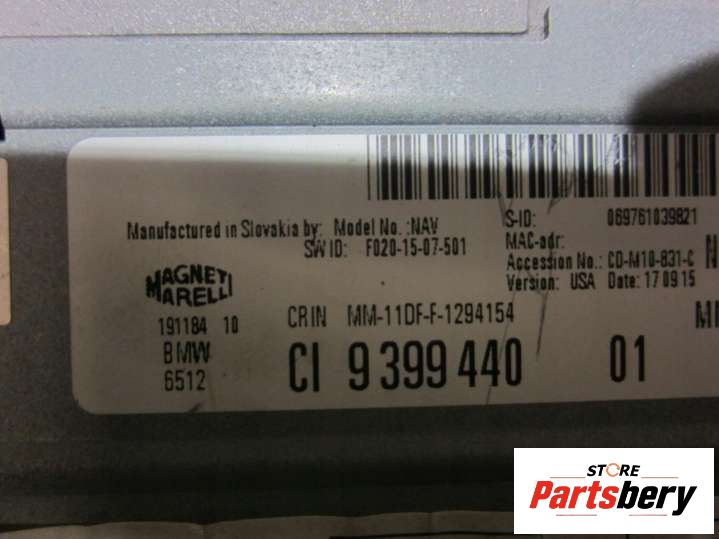 Manufactured in Slovakia by: Model No.:NAV
SW ID: F020-15-07-501
S-ID: 069761039821
MAC-adr:
Accession No.: CD-M10-831-C
Version: USA Date: 17 09 15
MAGNETI
MARELLI
191184 10
BMW
6512
CRIN MM-11DF-F-1294154
CI 9 399 440 01
STORE
Partsbery